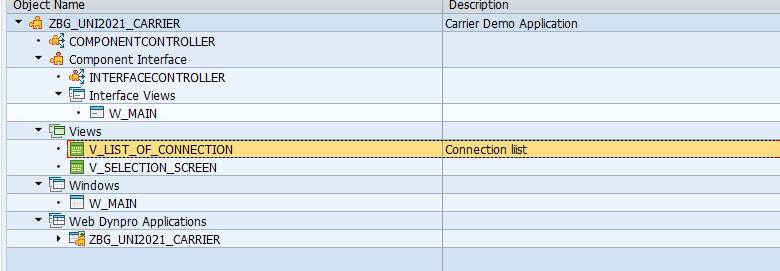 Object Name Description
ZBG_UNI2021_CARRIER Carrier Demo Application
COMPONENTCONTROLLER
Component Interface
INTERFACECONTROLLER
Interface Views
W_MAIN
Views
V_LIST_OF_CONNECTION Connection list
V_SELECTION_SCREEN
Windows
W_MAIN
Web Dynpro Applications
ZBG_UNI2021_CARRIER